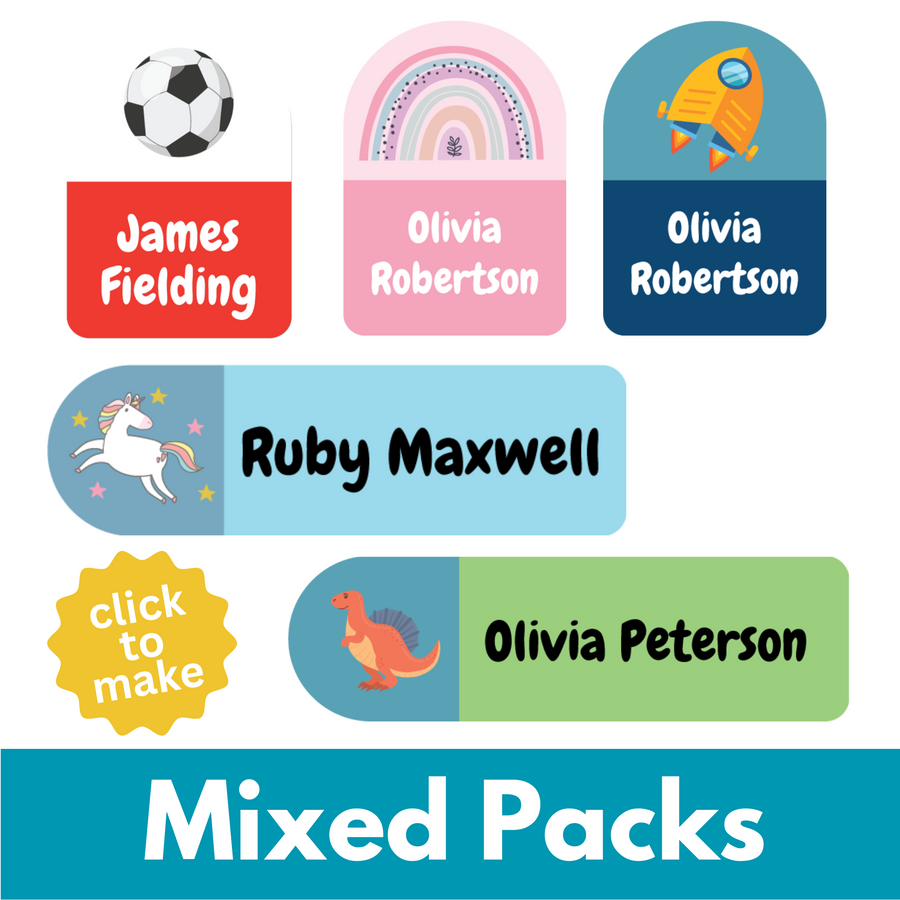 James
Fielding
Olivia
Robertson
Olivia
Robertson
Ruby Maxwell
click
to
make
Olivia Peterson
Mixed Packs